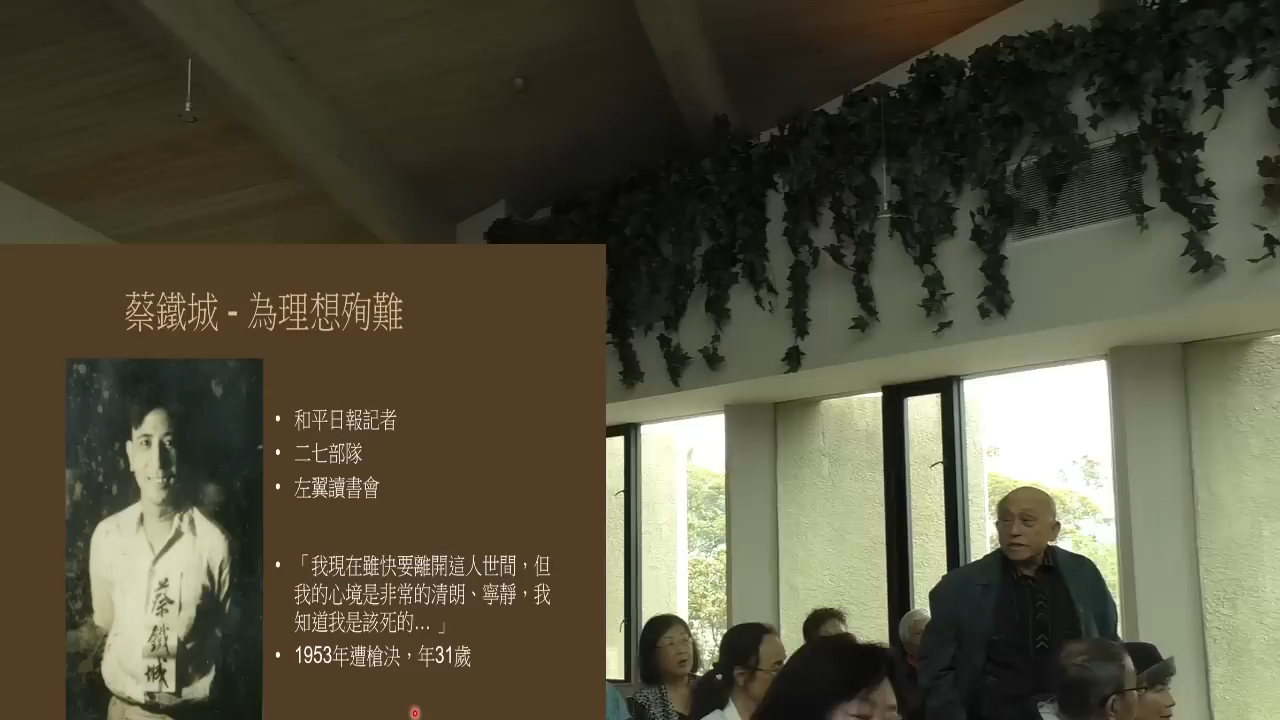 蔡鐵城 - 為理想殉難
• 和平日報記者
• 二七部隊
• 左翼讀書會
• 「我現在雖快要離開這人世間，但
我的心境是非常的清朗、寧靜，我
知道我是該死的... 」
• 1953年遭槍決，年31歲
蔡鐵城